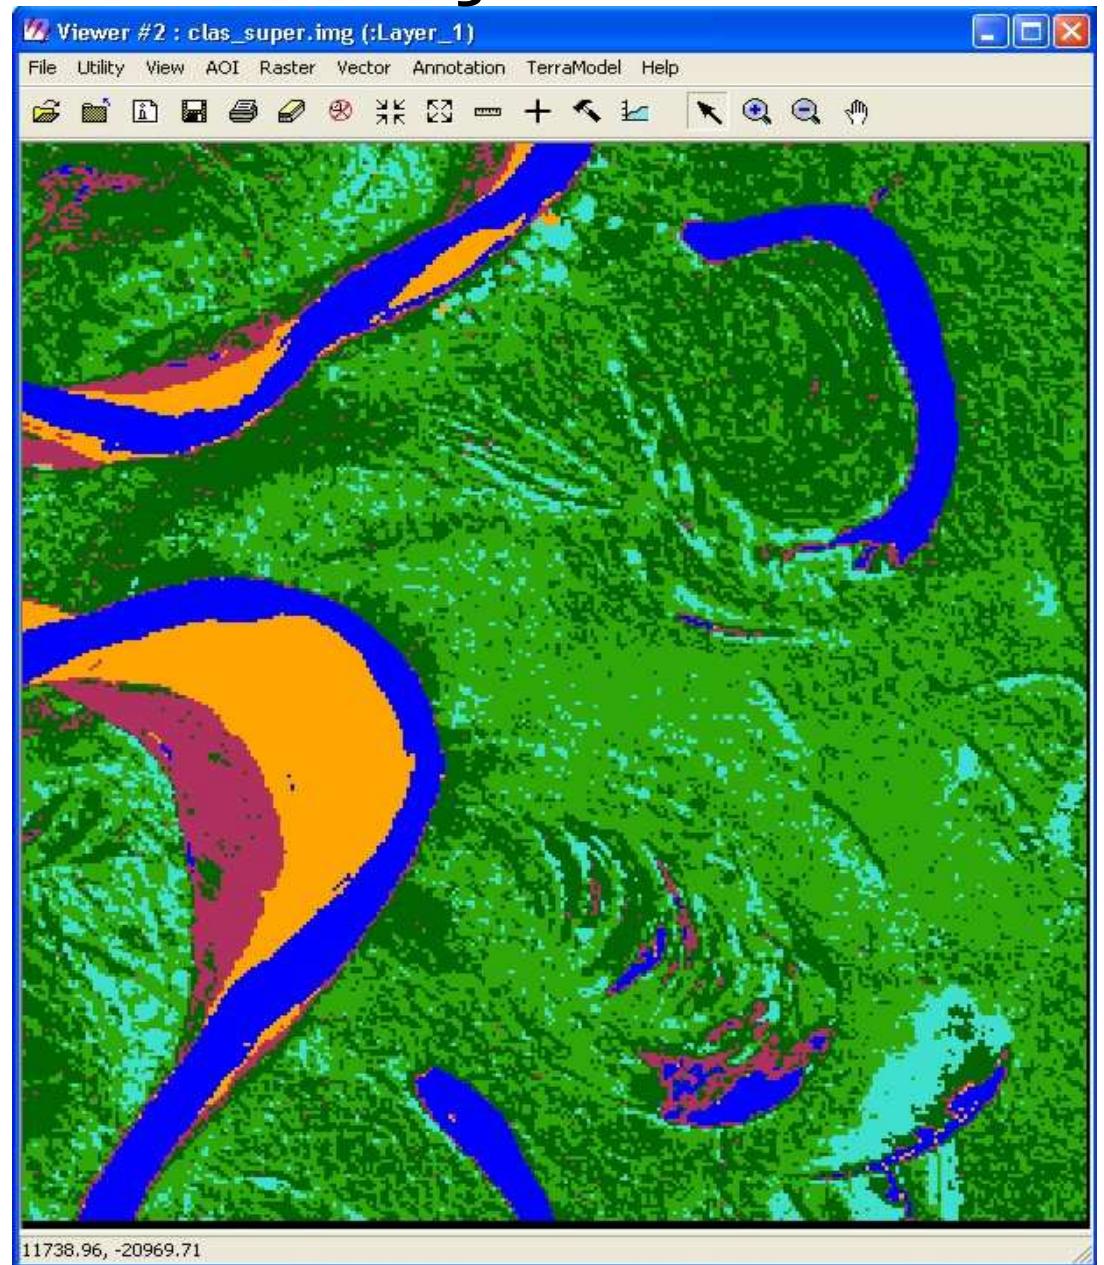 Viewer #2 : clas_super.img (:Layer_1)
File Utility View AOI Raster Vector Annotation TerraModel Help
11738.96, -20969.71